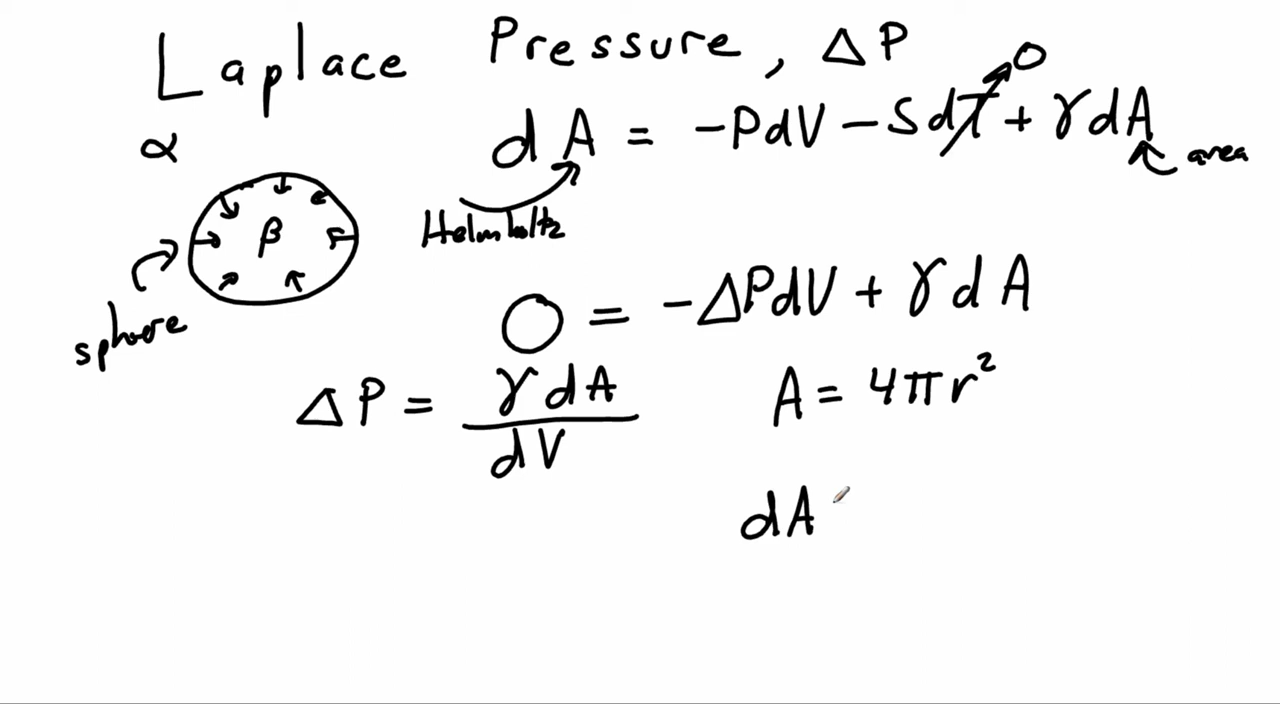 Laplace Pressure, ΔP
dA = -PdV - SdT + γdA
0
area
α
Helmholtz
β
sphere
0 = -ΔPdV + γdA
ΔP = γdA / dV
A = 4πr²
dA